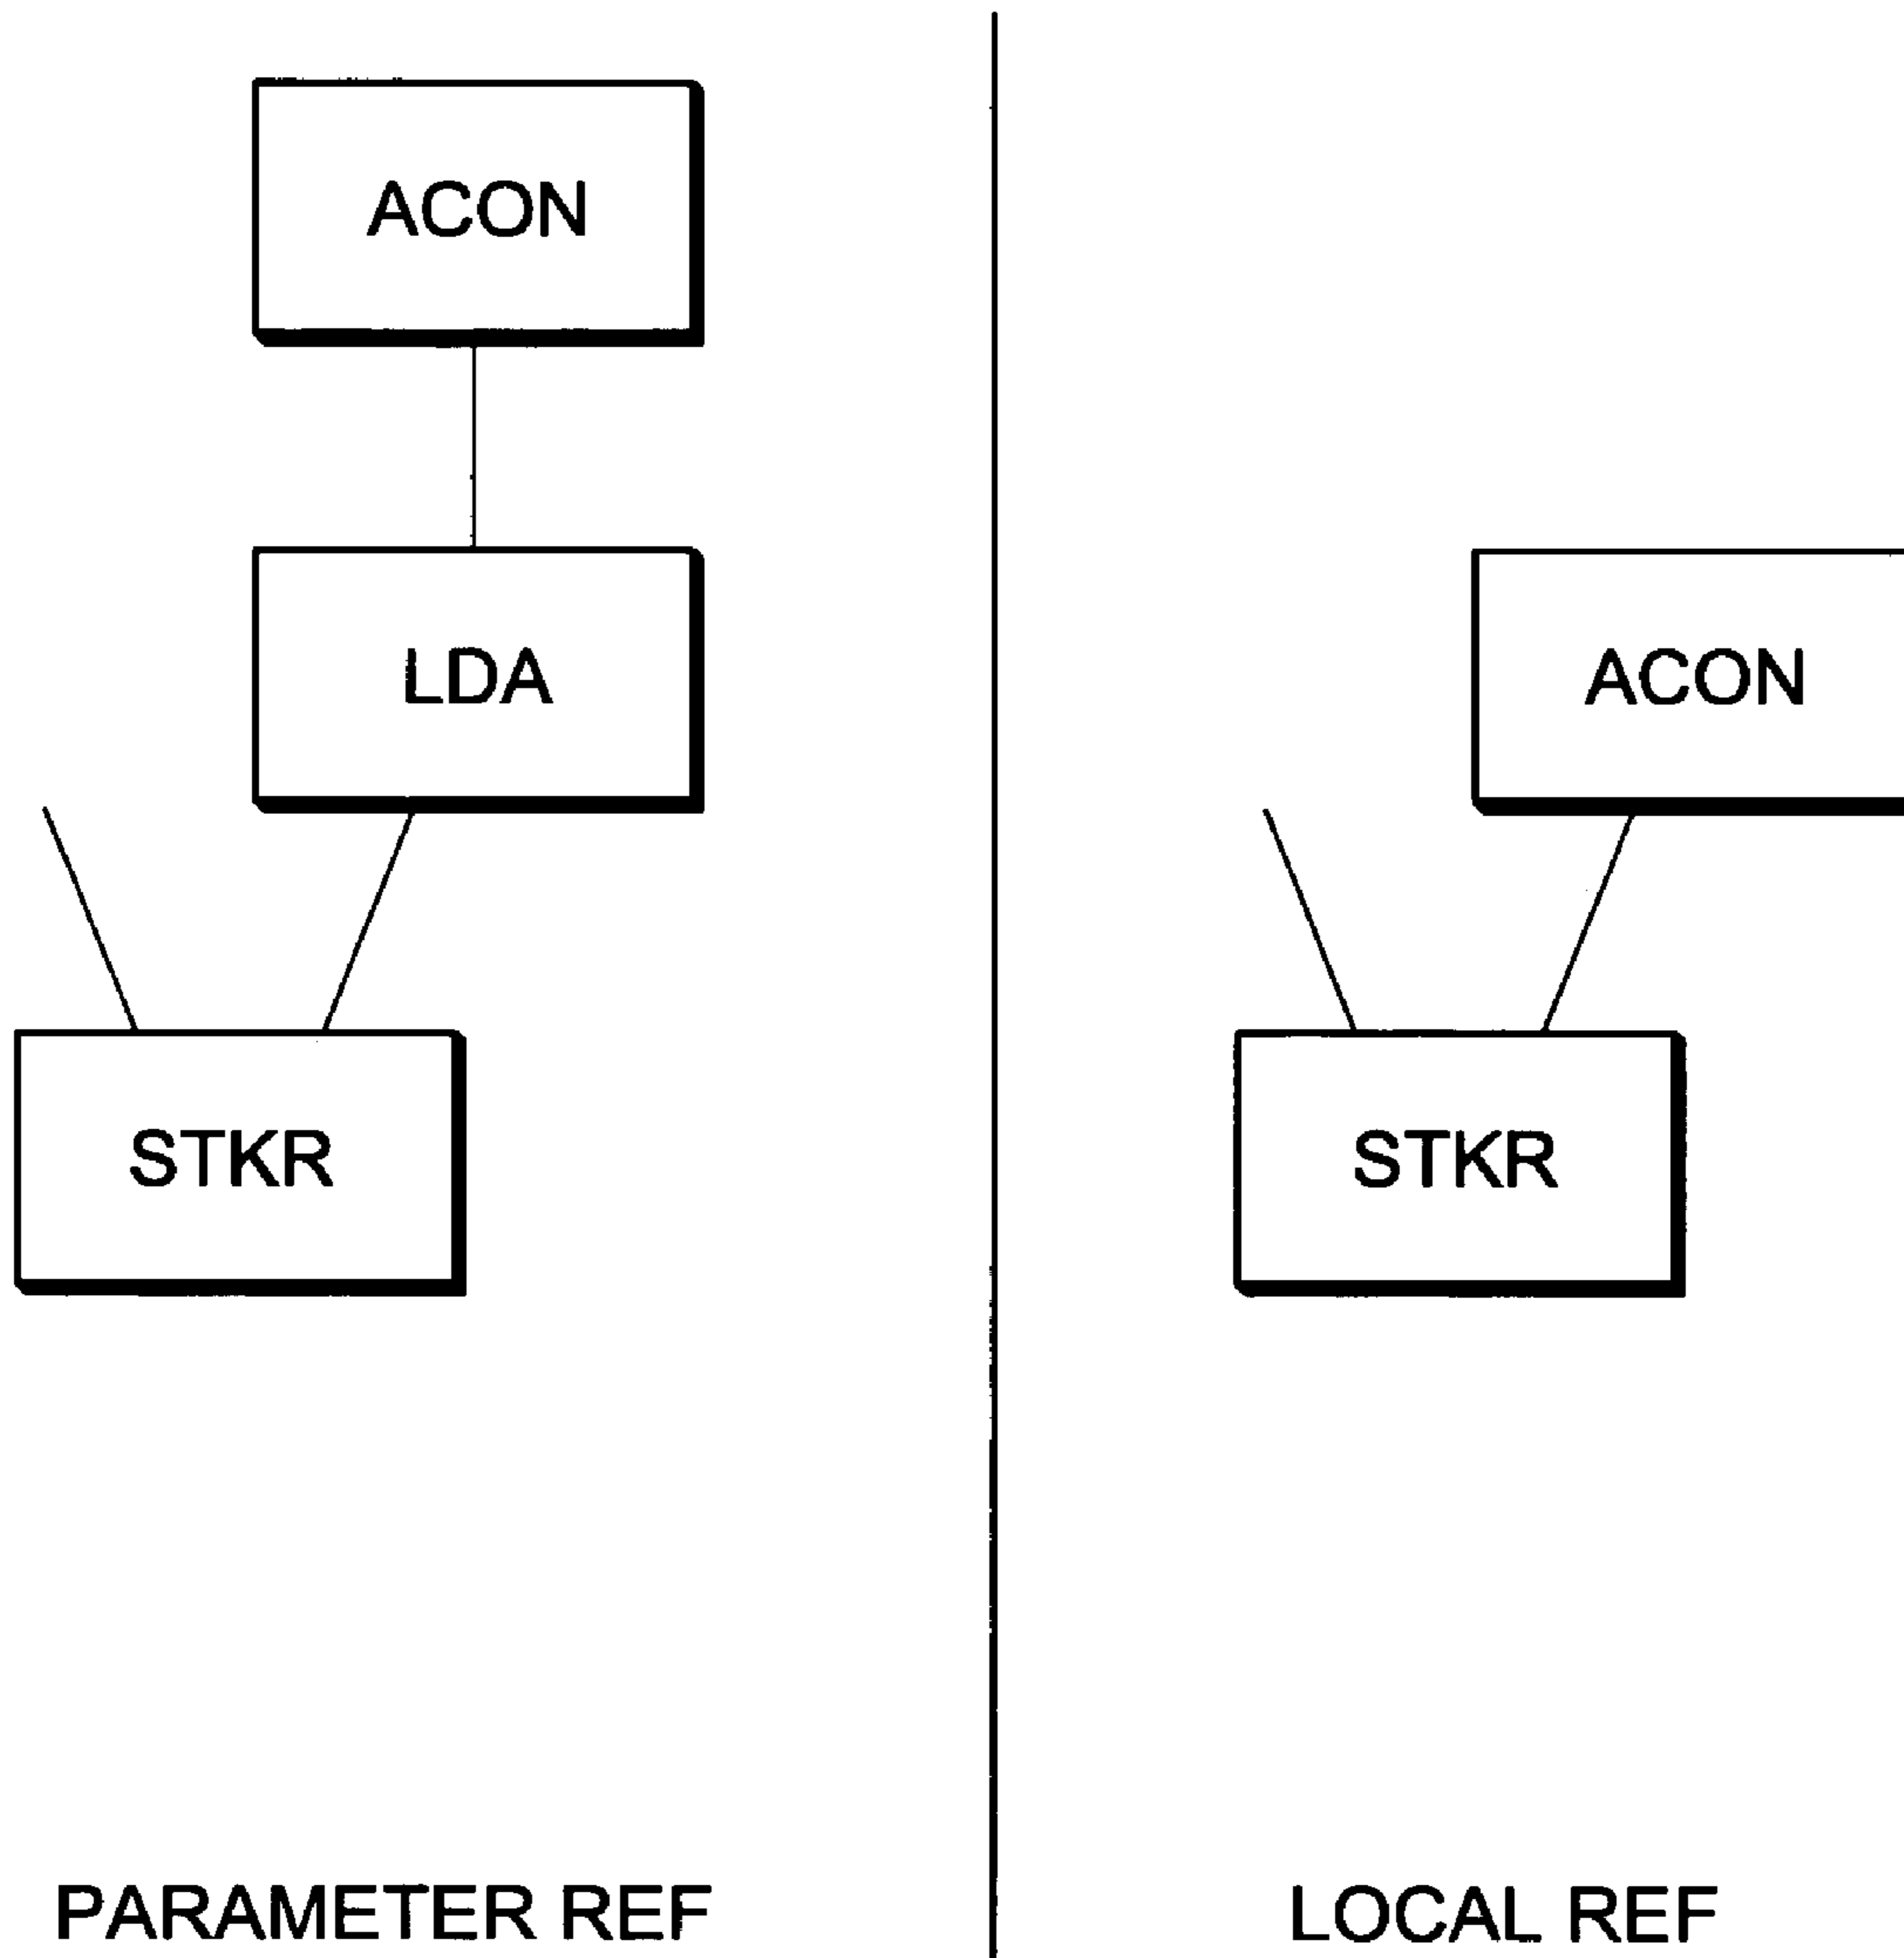 ACON
LDA
STKR
PARAMETER REF
ACON
STKR
LOCAL REF